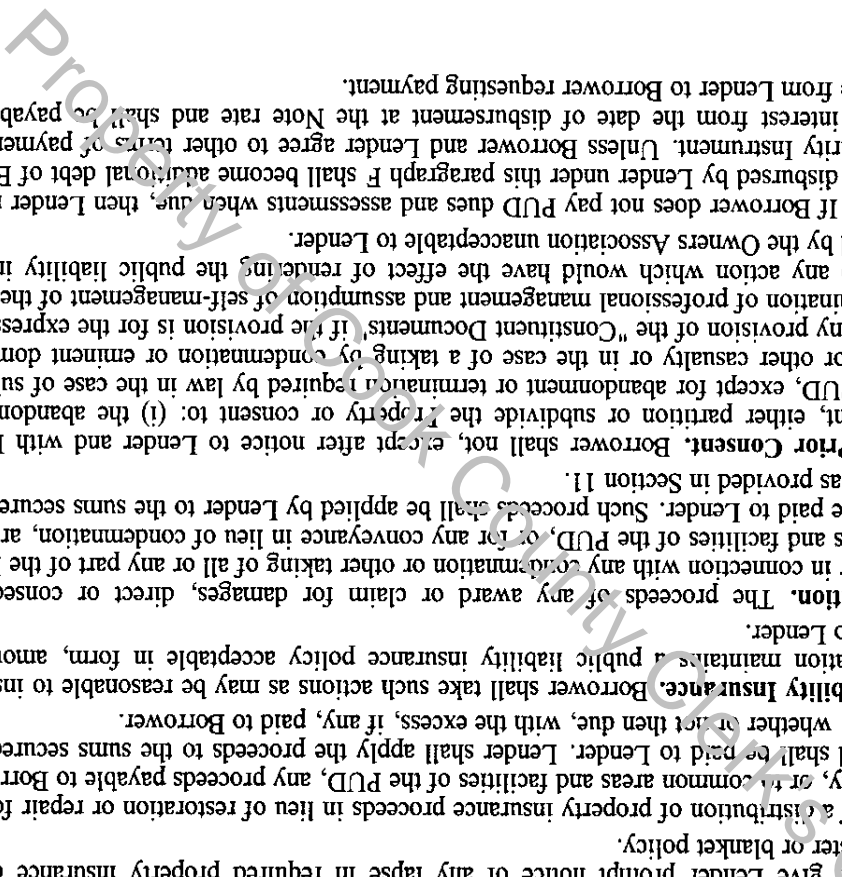 give Lender prompt notice of any lapse in required property insurance
ter or blanket policy.
a distribution of property insurance proceeds in lieu of restoration or repair fo
y, or to common areas and facilities of the PUD, any proceeds payable to Borr
l shall be paid to Lender. Lender shall apply the proceeds to the sums secure
whether or not then due, with the excess, if any, paid to Borrower.
bility Insurance. Borrower shall take such actions as may be reasonable to ins
ation maintains a public liability insurance policy acceptable in form, amo
o Lender.
tion. The proceeds of any award or claim for damages, direct or conse
r in connection with any condemnation or other taking of all or any part of the
s and facilities of the PUD, or for any conveyance in lieu of condemnation, ar
e paid to Lender. Such proceeds shall be applied by Lender to the sums secure
as provided in Section 11.
Prior Consent. Borrower shall not, except after notice to Lender and with
nt, either partition or subdivide the Property or consent to: (i) the abandon
UD, except for abandonment or termination required by law in the case of su
or other casualty or in the case of a taking by condemnation or eminent dom
ny provision of the "Constituent Documents" if the provision is for the express
ination of professional management and assumption of self-management of the
any action which would have the effect of rendering the public liability in
l by the Owners Association unacceptable to Lender.
If Borrower does not pay PUD dues and assessments when due, then Lender
disbursed by Lender under this paragraph F shall become additional debt of B
rity Instrument. Unless Borrower and Lender agree to other terms of paymen
interest from the date of disbursement at the Note rate and shall be payab
from Lender to Borrower requesting payment.
Property of Cook County Clerk's